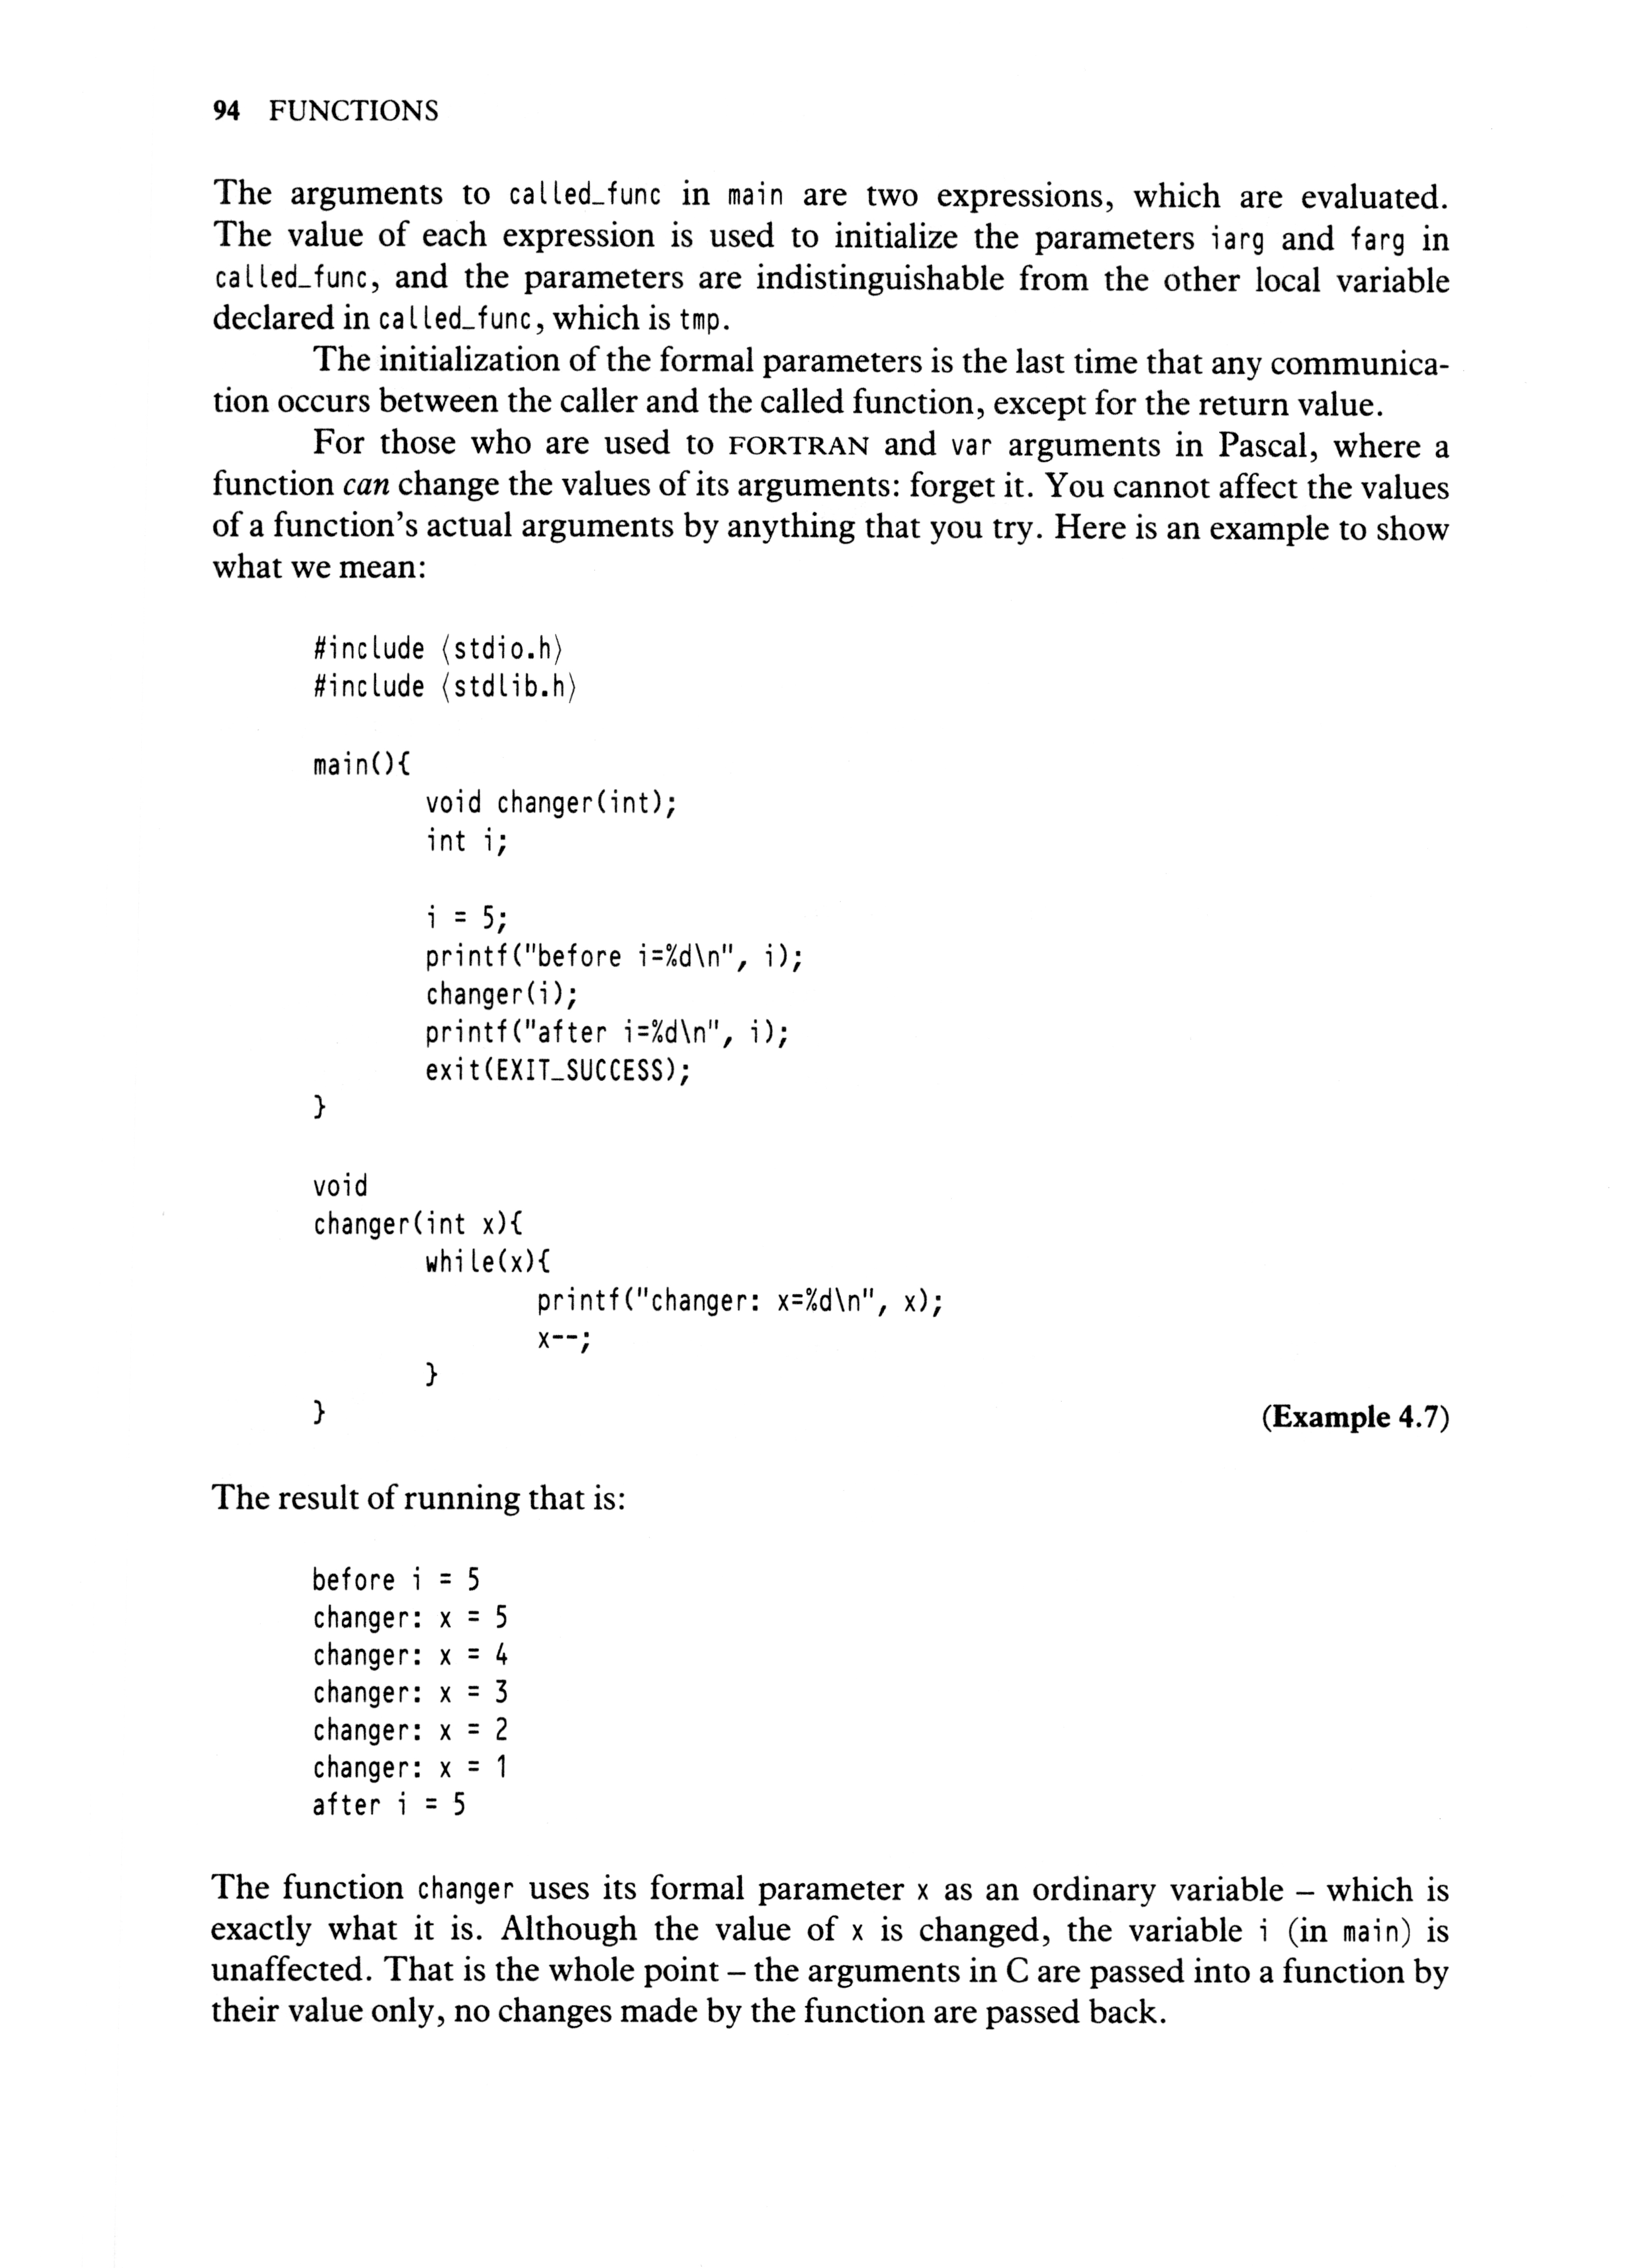 94 FUNCTIONS
The arguments to called_func in main are two expressions, which are evaluated.
The value of each expression is used to initialize the parameters iarg and farg in
called_func, and the parameters are indistinguishable from the other local variable
declared in called_func, which is tmp.
The initialization of the formal parameters is the last time that any communica-
tion occurs between the caller and the called function, except for the return value.
For those who are used to FORTRAN and var arguments in Pascal, where a
function can change the values of its arguments: forget it. You cannot affect the values
of a function's actual arguments by anything that you try. Here is an example to show
what we mean:
#include ⟨stdio.h⟩
#include ⟨stdlib.h⟩
main(){
void changer(int);
int i;
i = 5;
printf("before i=%d\n", i);
changer(i);
printf("after i=%d\n", i);
exit(EXIT_SUCCESS);
}
void
changer(int x){
while(x){
printf("changer: x=%d\n", x);
x--;
}
}
(Example 4.7)
The result of running that is:
before i = 5
changer: x = 5
changer: x = 4
changer: x = 3
changer: x = 2
changer: x = 1
after i = 5
The function changer uses its formal parameter x as an ordinary variable – which is
exactly what it is. Although the value of x is changed, the variable i (in main) is
unaffected. That is the whole point – the arguments in C are passed into a function by
their value only, no changes made by the function are passed back.